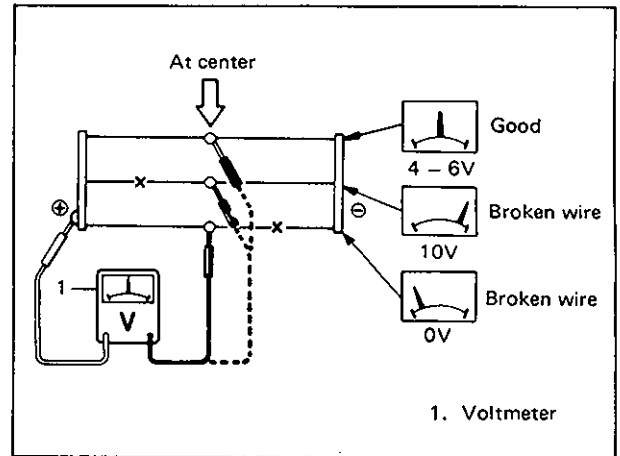 At center
Good
4 – 6V
⊕
⊖
Broken wire
10V
1
V
Broken wire
0V
1. Voltmeter